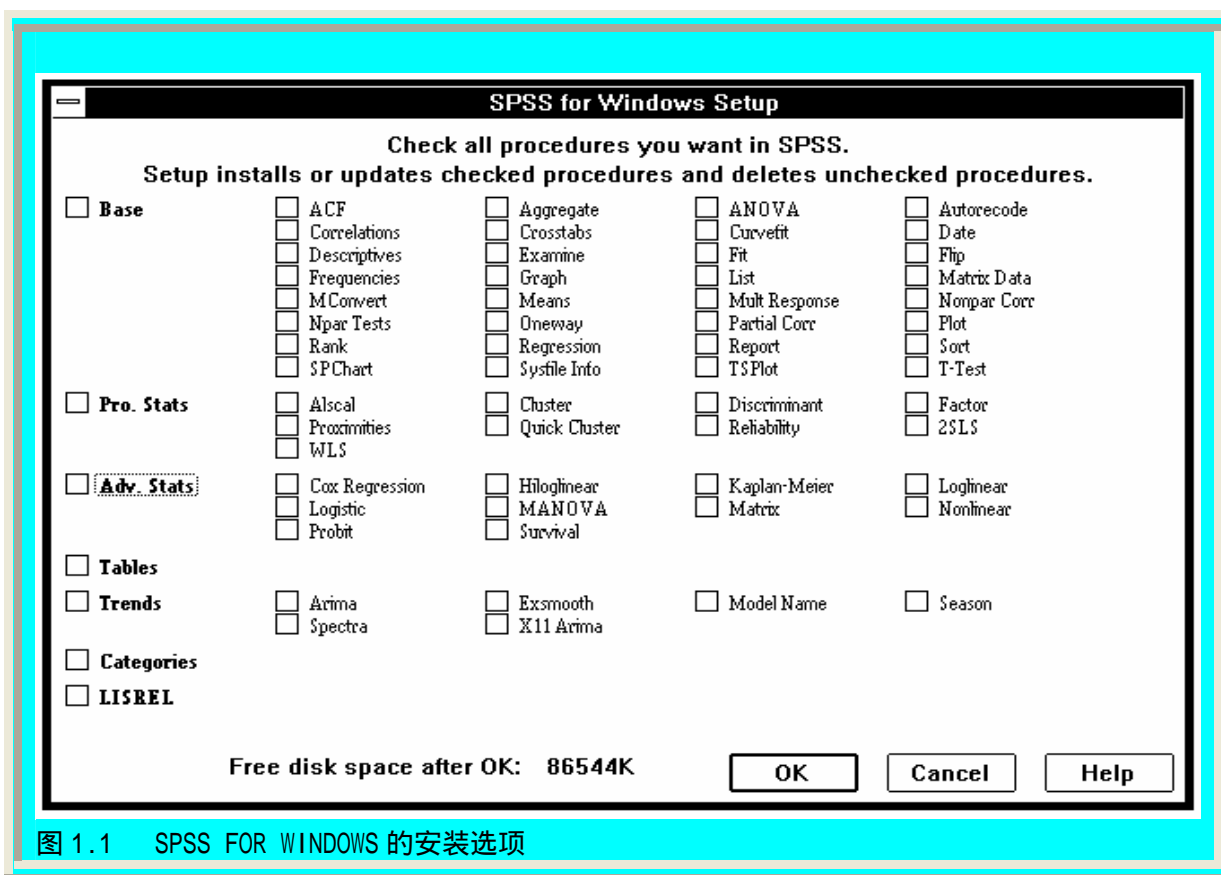 SPSS for Windows Setup
Check all procedures you want in SPSS.
Setup installs or updates checked procedures and deletes unchecked procedures.
Base ACF Aggregate ANOVA Autorecode
Correlations Crosstabs Curvefit Date
Descriptives Examine Fit Flip
Frequencies Graph List Matrix Data
MConvert Means Mult Response Nonpar Corr
Npar Tests Oneway Partial Corr Plot
Rank Regression Report Sort
SPChart Sysfile Info TSPlot T-Test
Pro. Stats Alscal Cluster Discriminant Factor
Proximities Quick Cluster Reliability 2SLS
WLS
Adv. Stats Cox Regression Hiloglinear Kaplan-Meier Loglinear
Logistic MANOVA Matrix Nonlinear
Probit Survival
Tables
Trends Arima Exsmooth Model Name Season
Spectra X11 Arima
Categories
LISREL
Free disk space after OK: 86544K OK Cancel Help
图 1.1 SPSS FOR WINDOWS 的安装选项